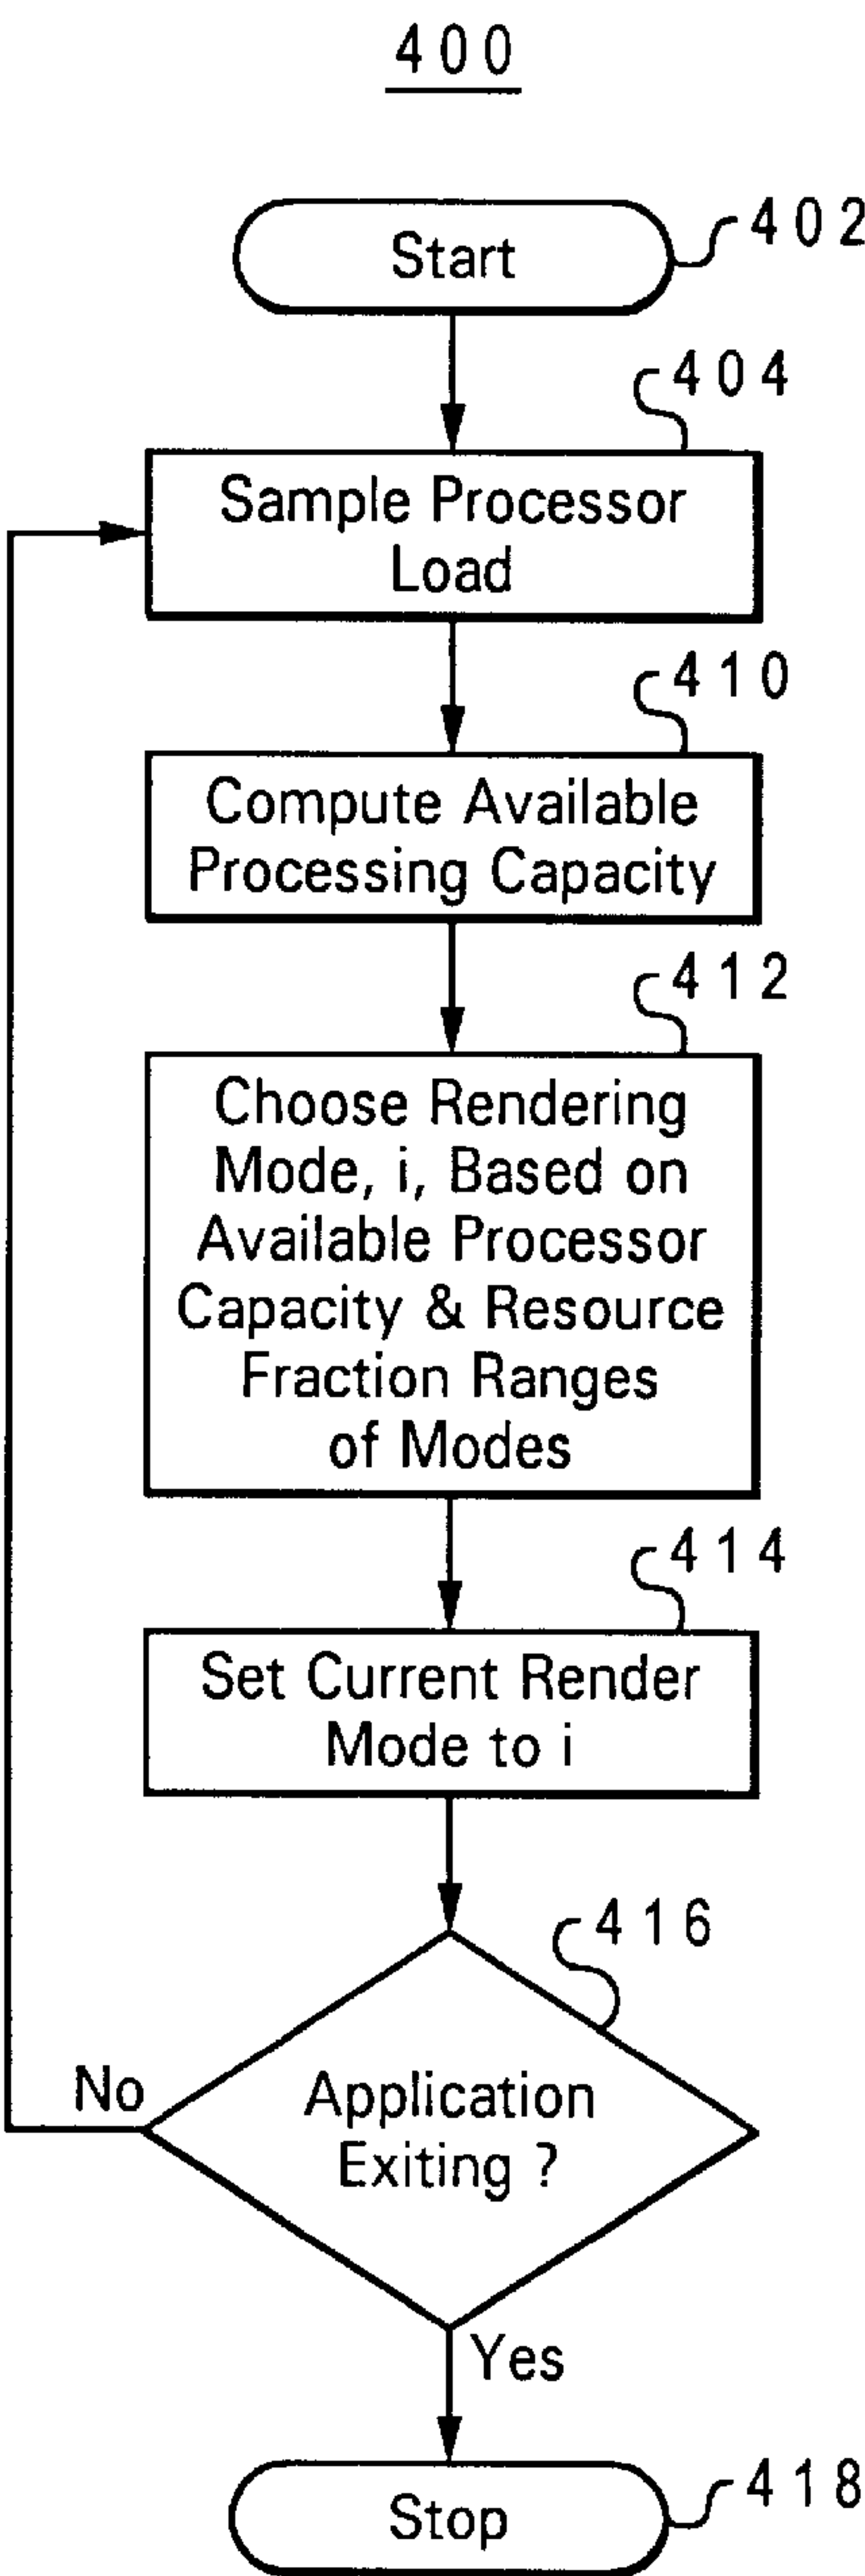 400
Start
402
404
Sample Processor
Load
410
Compute Available
Processing Capacity
412
Choose Rendering
Mode, i, Based on
Available Processor
Capacity & Resource
Fraction Ranges
of Modes
414
Set Current Render
Mode to i
416
Application
Exiting ?
No
Yes
Stop
418